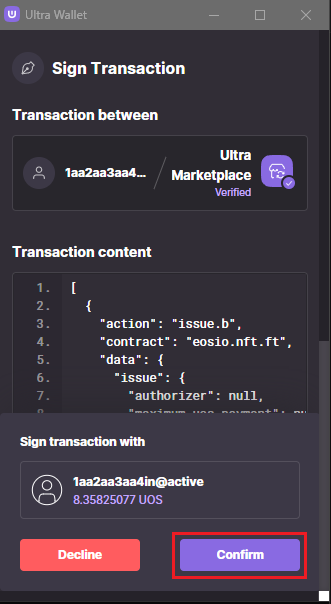 Ultra Wallet
Sign Transaction
Transaction between
1aa2aa3aa4...
Ultra
Marketplace
Verified
Transaction content
1. [
2. {
3. "action": "issue.b",
4. "contract": "eosio.nft.ft",
5. "data": {
6. "issue": {
7. "authorizer": null,
8. "maximum_uos_payment":
Sign transaction with
1aa2aa3aa4in@active
8.35825077 UOS
Decline
Confirm